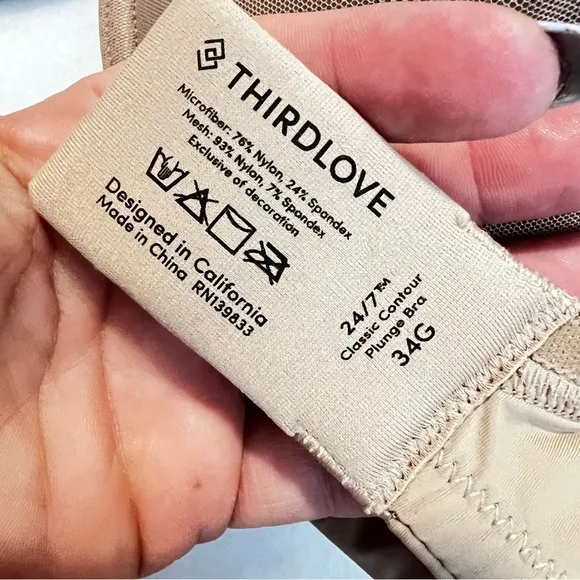 THIRDLOVE
Microfiber: 76% Nylon, 24% Spandex
Mesh: 93% Nylon, 7% Spandex
Exclusive of decoration
Designed in California
Made in China RN139833
24/7™
Classic Contour
Plunge Bra
34G